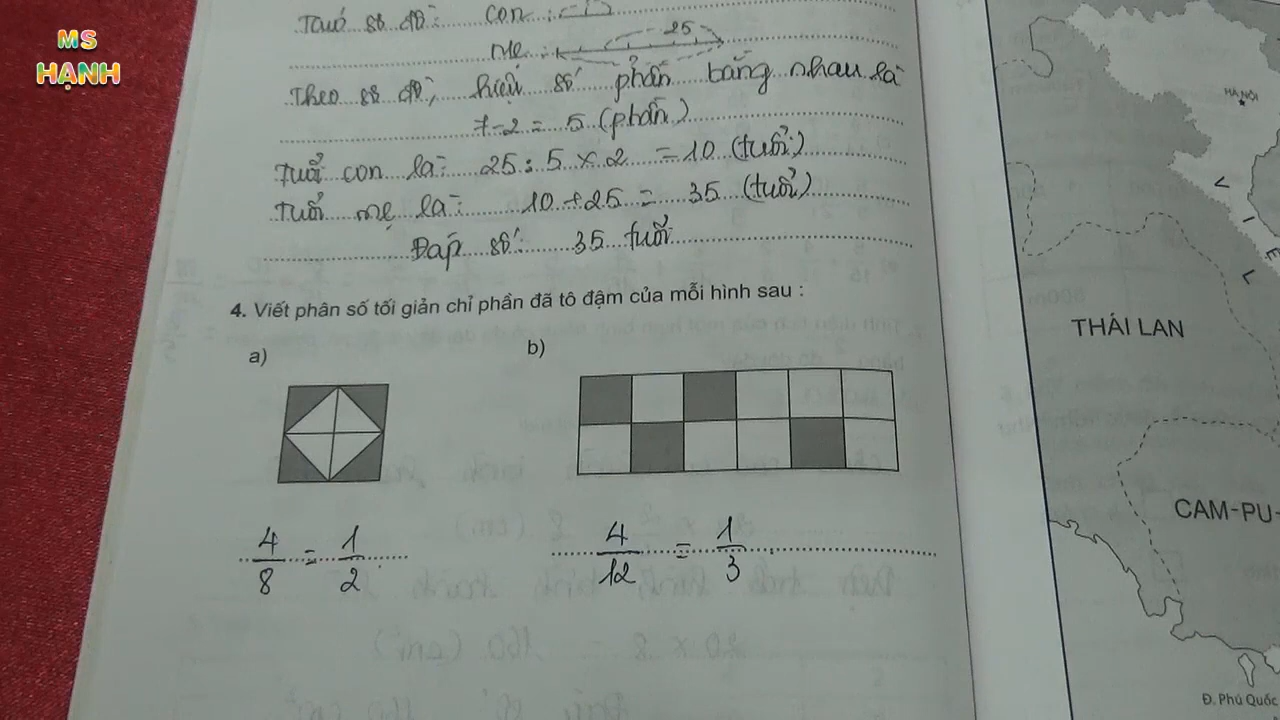 MS
HẠNH
Theo sơ đồ, hiệu số phần bằng nhau là
7-2 = 5 (phần)
Tuổi con là: 25 : 5 x 2 = 10 (tuổi)
Tuổi mẹ là: 10 + 25 = 35 (tuổi)
Đáp số: 35 tuổi
4. Viết phân số tối giản chỉ phần đã tô đậm của mỗi hình sau :
a) b)
4/8 = 1/2 4/12 = 1/3
sơ đồ: con :
mẹ : 25
HÀ NỘI
V I Ê
L
THÁI LAN
CAM-PU-
Đ. Phú Quốc